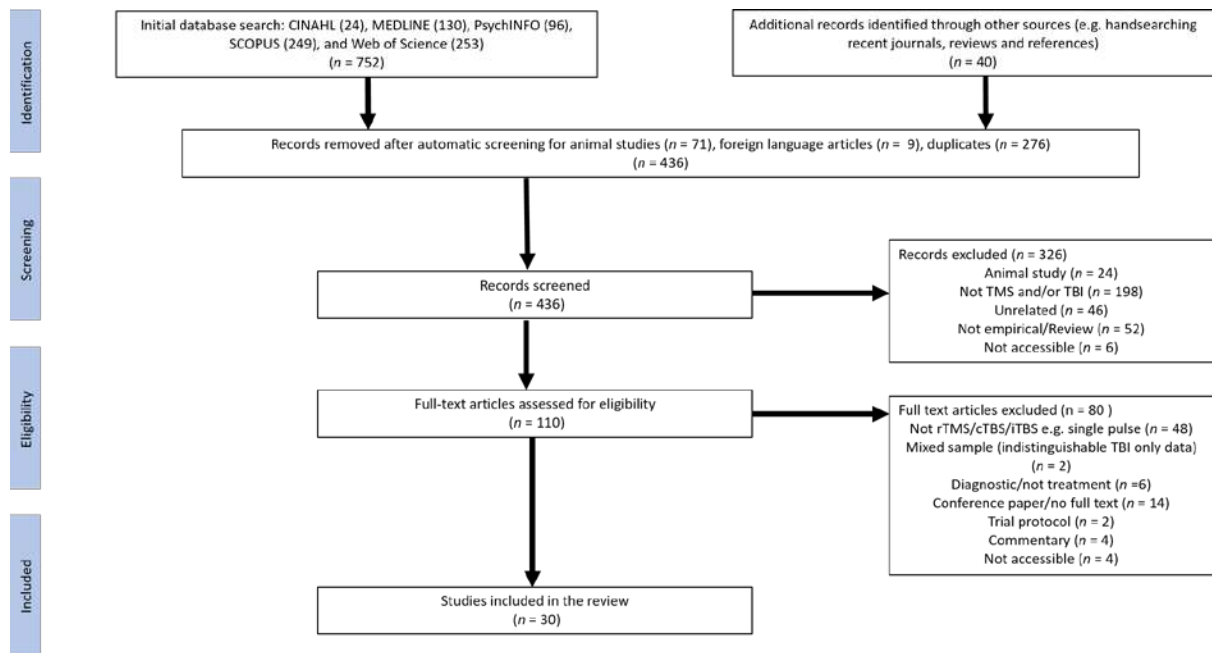 Identification
Initial database search: CINAHL (24), MEDLINE (130), PsychINFO (96),
SCOPUS (249), and Web of Science (253)
(n = 752)
Additional records identified through other sources (e.g. handsearching
recent journals, reviews and references)
(n = 40)
Records removed after automatic screening for animal studies (n = 71), foreign language articles (n = 9), duplicates (n = 276)
(n = 436)
Screening
Records screened
(n = 436)
Records excluded (n = 326)
Animal study (n = 24)
Not TMS and/or TBI (n = 198)
Unrelated (n = 46)
Not empirical/Review (n = 52)
Not accessible (n = 6)
Eligibility
Full-text articles assessed for eligibility
(n = 110)
Full text articles excluded (n = 80 )
Not rTMS/cTBS/iTBS e.g. single pulse (n = 48)
Mixed sample (indistinguishable TBI only data)
(n = 2)
Diagnostic/not treatment (n =6)
Conference paper/no full text (n = 14)
Trial protocol (n = 2)
Commentary (n = 4)
Not accessible (n = 4)
Included
Studies included in the review
(n = 30)